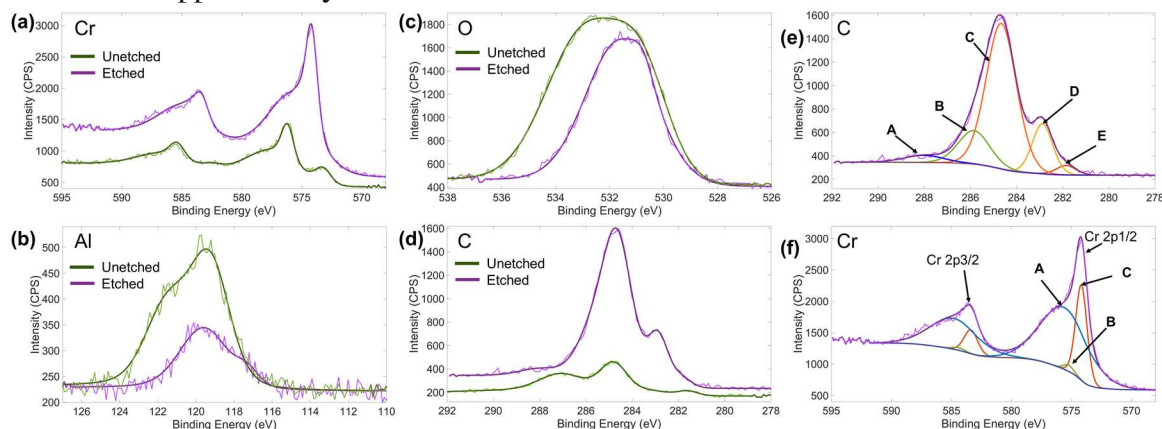 (a) Cr
Unetched
Etched
Intensity (CPS)
3000
2500
2000
1500
1000
500
595 590 585 580 575 570
Binding Energy (eV)
(c) O
Unetched
Etched
Intensity (CPS)
1800
1600
1400
1200
1000
800
600
400
538 536 534 532 530 528 526
Binding Energy (eV)
(e) C
A
B
C
D
E
Intensity (CPS)
1600
1400
1200
1000
800
600
400
200
292 290 288 286 284 282 280 278
Binding Energy (eV)
(b) Al
Unetched
Etched
Intensity (CPS)
500
450
400
350
300
250
200
126 124 122 120 118 116 114 112 110
Binding Energy (eV)
(d) C
Unetched
Etched
Intensity (CPS)
1600
1400
1200
1000
800
600
400
200
292 290 288 286 284 282 280 278
Binding Energy (eV)
(f) Cr
Cr 2p3/2
Cr 2p1/2
A
C
B
Intensity (CPS)
3000
2500
2000
1500
1000
500
595 590 585 580 575 570
Binding Energy (eV)